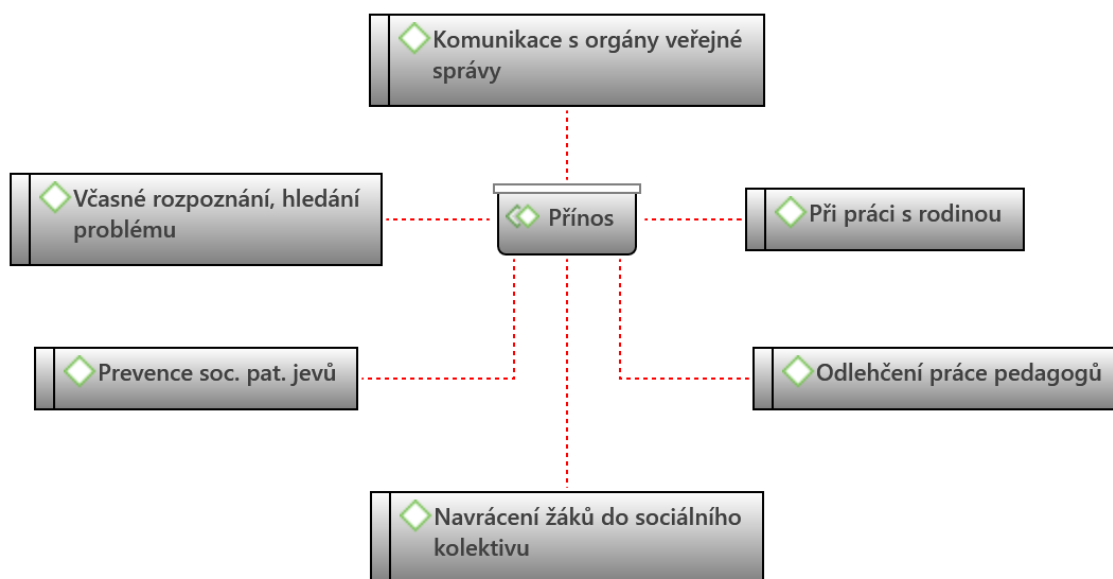 Komunikace s orgány veřejné
správy
Včasné rozpoznání, hledání
problému
Přínos
Při práci s rodinou
Prevence soc. pat. jevů
Odlehčení práce pedagogů
Navrácení žáků do sociálního
kolektivu